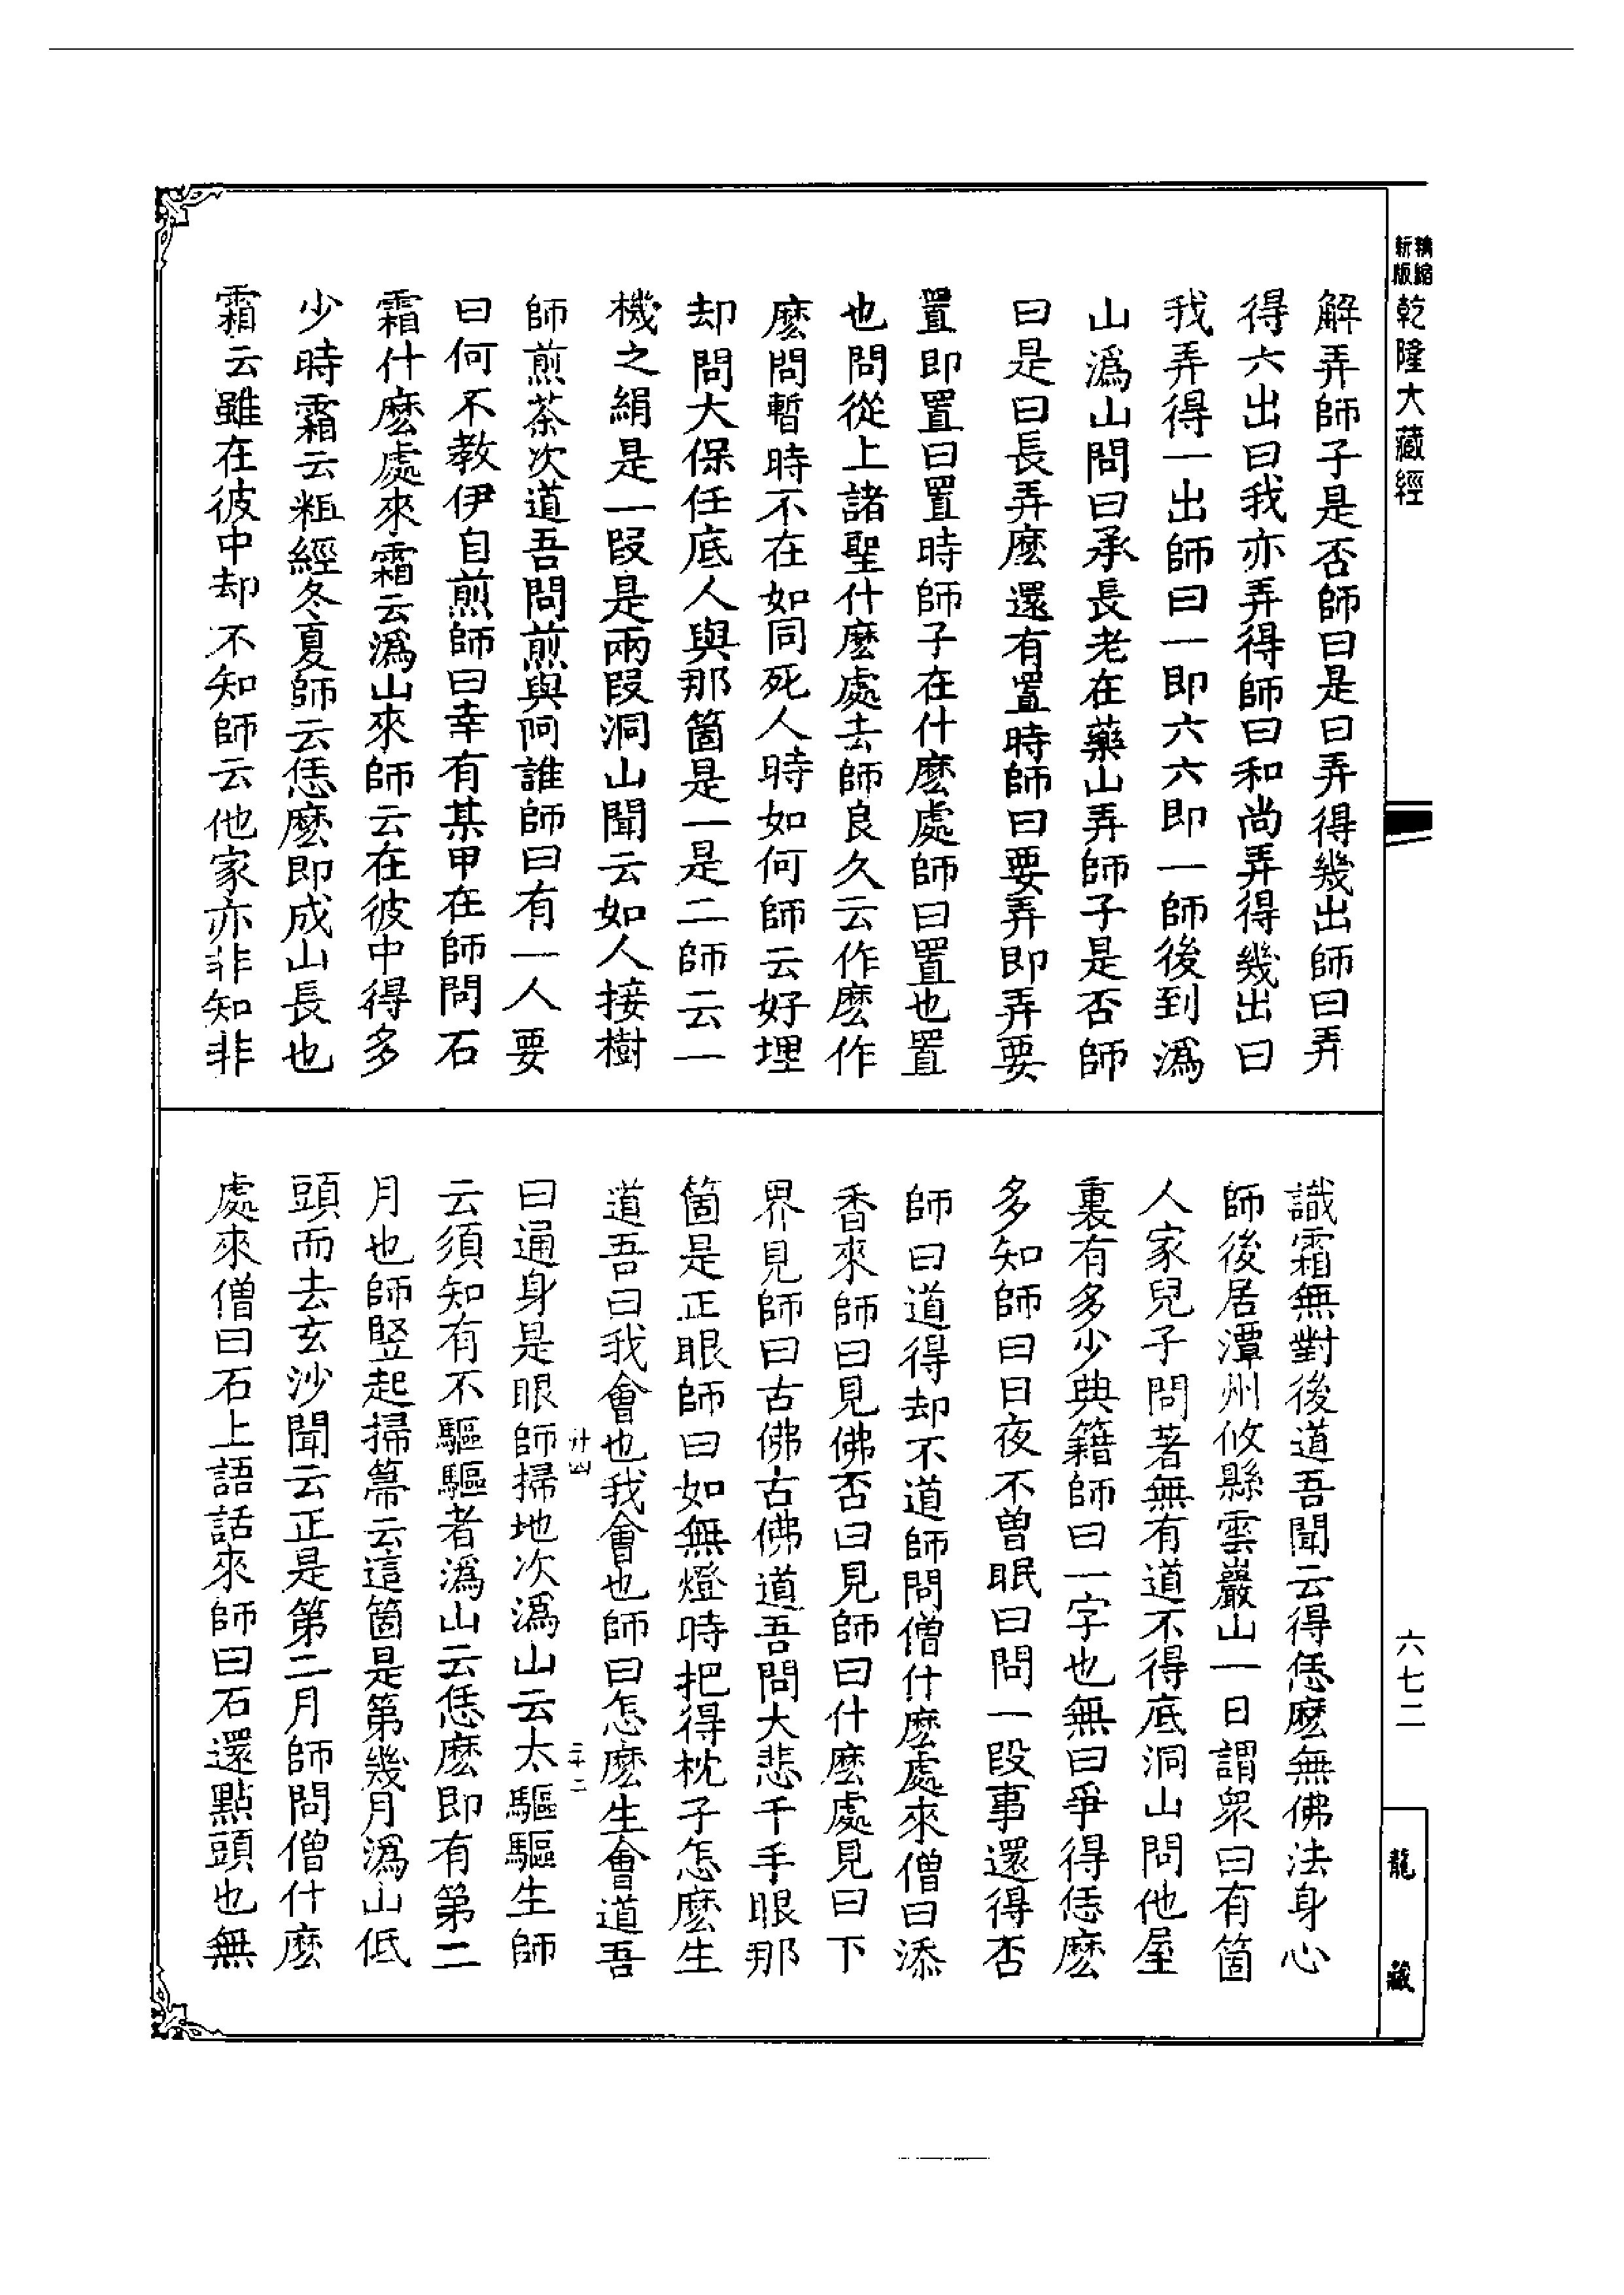 新版精縮乾隆大藏經
解弄師子是否師曰是曰弄得幾出師曰弄
得六出曰我亦弄得師曰和尚弄得幾出曰
我弄得一出師曰一即六六即一師後到溈
山溈山問曰承長老在藥山弄師子是否師
曰是曰長弄麽還有置時師曰要弄即弄要
置即置曰置時師子在什麽處師曰置也置
也問從上諸聖什麽處去師良久云作麽作
麽問暫時不在如同死人時如何師云好埋
却問大保任底人與那箇是一是二師云一
機之絹是一段是兩段洞山聞云如人接樹
師煎茶次道吾問煎與阿誰師曰有一人要
曰何不教伊自煎師曰幸有某甲在師問石
霜什麽處來霜云溈山來師云在彼中得多
少時霜云粗經冬夏師云恁麽即成山長也
霜云雖在彼中却不知師云他家亦非知非
識霜無對後道吾聞云得恁麽無佛法身心
師後居潭州攸縣雲巖山一日謂衆曰有箇
人家兒子問著無有道不得底洞山問他屋
裏有多少典籍師曰一字也無曰爭得恁麽
多知師曰日夜不曾眠曰問一段事還得否
師曰道得却不道師問僧什麽處來僧曰添
香來師曰見佛否曰見師曰什麽處見曰下
界見師曰古佛古佛道吾問大悲千手眼那
箇是正眼師曰如無燈時把得枕子怎麽生
道吾曰我會也我會也師曰怎麽生會道吾
曰通身是眼師掃地次溈山云太驅驅生師
廿四
二十二
云須知有不驅驅者溈山云恁麽即有第二
月也師竪起掃箒云這箇是第幾月溈山低
頭而去玄沙聞云正是第二月師問僧什麽
處來僧曰石上語話來師曰石還點頭也無
六七二
龍藏